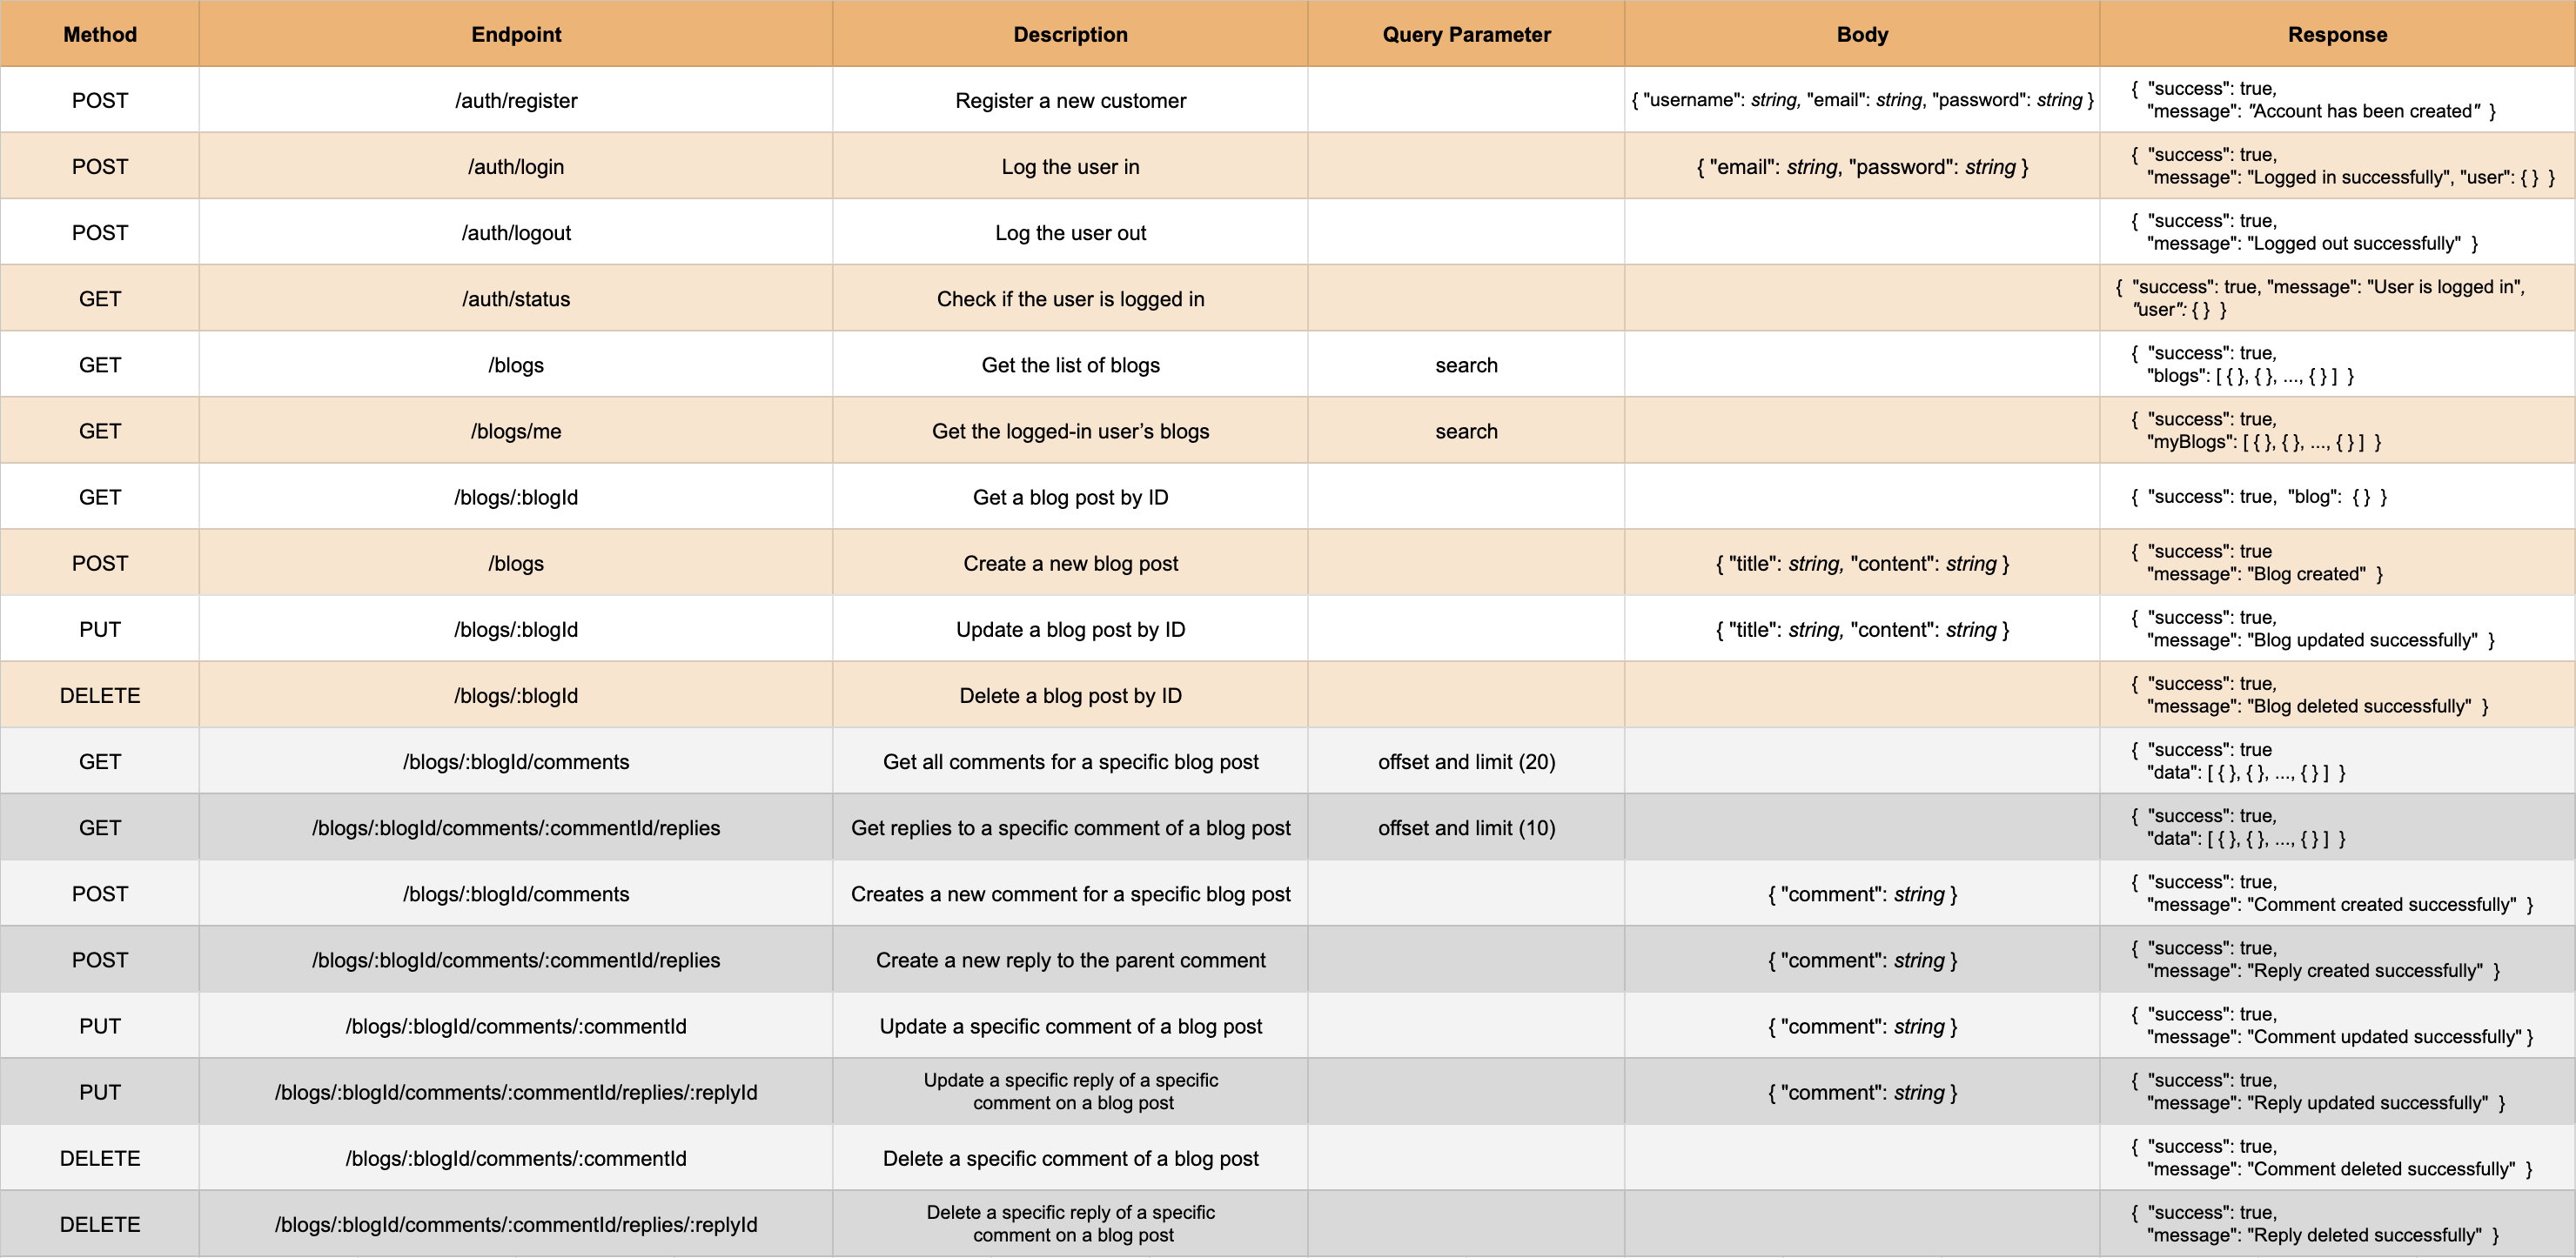 Method Endpoint Description Query Parameter Body Response
POST /auth/register Register a new customer { "username": string, "email": string, "password": string } { "success": true,
"message": "Account has been created" }
POST /auth/login Log the user in { "email": string, "password": string } { "success": true,
"message": "Logged in successfully", "user": { } }
POST /auth/logout Log the user out { "success": true,
"message": "Logged out successfully" }
GET /auth/status Check if the user is logged in { "success": true, "message": "User is logged in",
"user": { } }
GET /blogs Get the list of blogs search { "success": true,
"blogs": [ { }, { }, ..., { } ] }
GET /blogs/me Get the logged-in user’s blogs search { "success": true,
"myBlogs": [ { }, { }, ..., { } ] }
GET /blogs/:blogId Get a blog post by ID { "success": true, "blog": { } }
POST /blogs Create a new blog post { "title": string, "content": string } { "success": true
"message": "Blog created" }
PUT /blogs/:blogId Update a blog post by ID { "title": string, "content": string } { "success": true,
"message": "Blog updated successfully" }
DELETE /blogs/:blogId Delete a blog post by ID { "success": true,
"message": "Blog deleted successfully" }
GET /blogs/:blogId/comments Get all comments for a specific blog post offset and limit (20) { "success": true
"data": [ { }, { }, ..., { } ] }
GET /blogs/:blogId/comments/:commentId/replies Get replies to a specific comment of a blog post offset and limit (10) { "success": true,
"data": [ { }, { }, ..., { } ] }
POST /blogs/:blogId/comments Creates a new comment for a specific blog post { "comment": string } { "success": true,
"message": "Comment created successfully" }
POST /blogs/:blogId/comments/:commentId/replies Create a new reply to the parent comment { "comment": string } { "success": true,
"message": "Reply created successfully" }
PUT /blogs/:blogId/comments/:commentId Update a specific comment of a blog post { "comment": string } { "success": true,
"message": "Comment updated successfully" }
PUT /blogs/:blogId/comments/:commentId/replies/:replyId Update a specific reply of a specific
comment on a blog post { "comment": string } { "success": true,
"message": "Reply updated successfully" }
DELETE /blogs/:blogId/comments/:commentId Delete a specific comment of a blog post { "success": true,
"message": "Comment deleted successfully" }
DELETE /blogs/:blogId/comments/:commentId/replies/:replyId Delete a specific reply of a specific
comment on a blog post { "success": true,
"message": "Reply deleted successfully" }